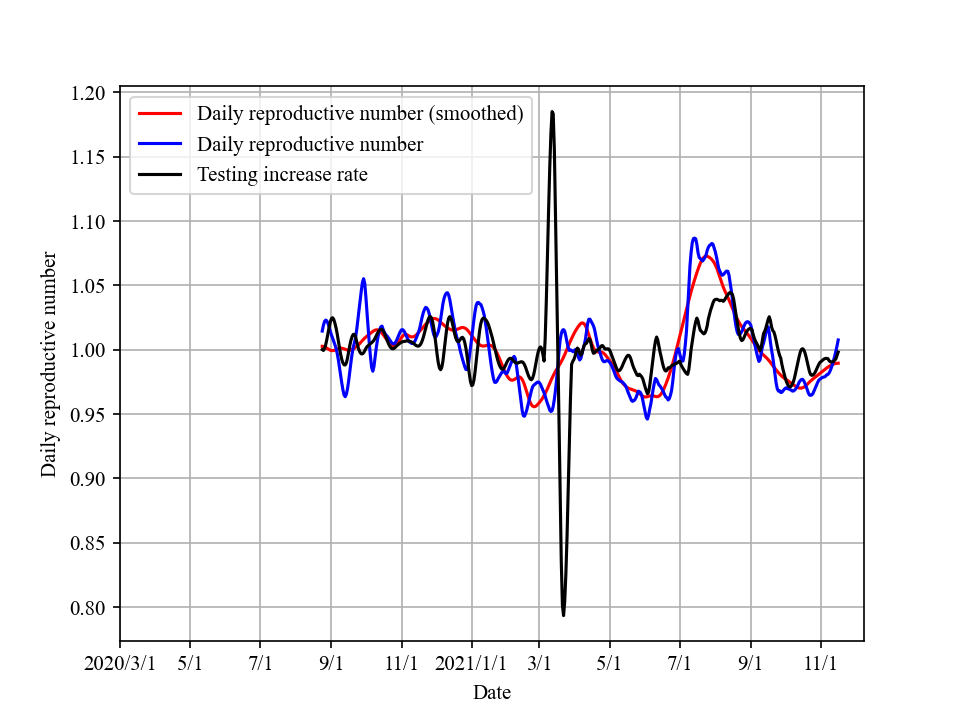 Daily reproductive number (smoothed)
Daily reproductive number
Testing increase rate
1.20
1.15
1.10
1.05
1.00
0.95
0.90
0.85
0.80
Daily reproductive number
2020/3/1 5/1 7/1 9/1 11/1 2021/1/1 3/1 5/1 7/1 9/1 11/1
Date